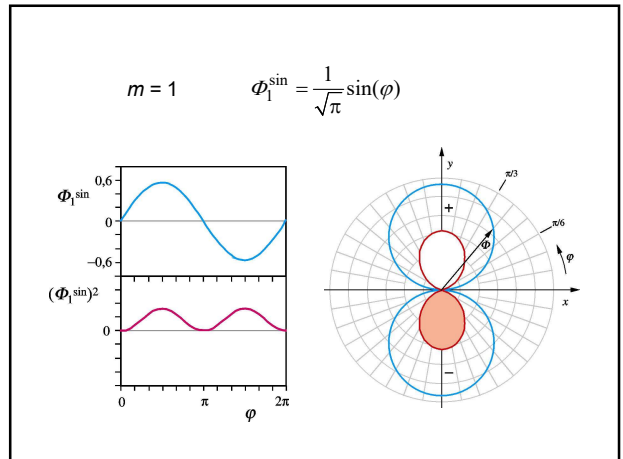 m = 1
Φ₁ˢⁱⁿ = 1/√π sin(φ)
Φ₁ˢⁱⁿ
0,6
0
−0,6
(Φ₁ˢⁱⁿ)²
0
0
π
2π
φ
y
π/3
+
π/6
Φ
φ
x
−